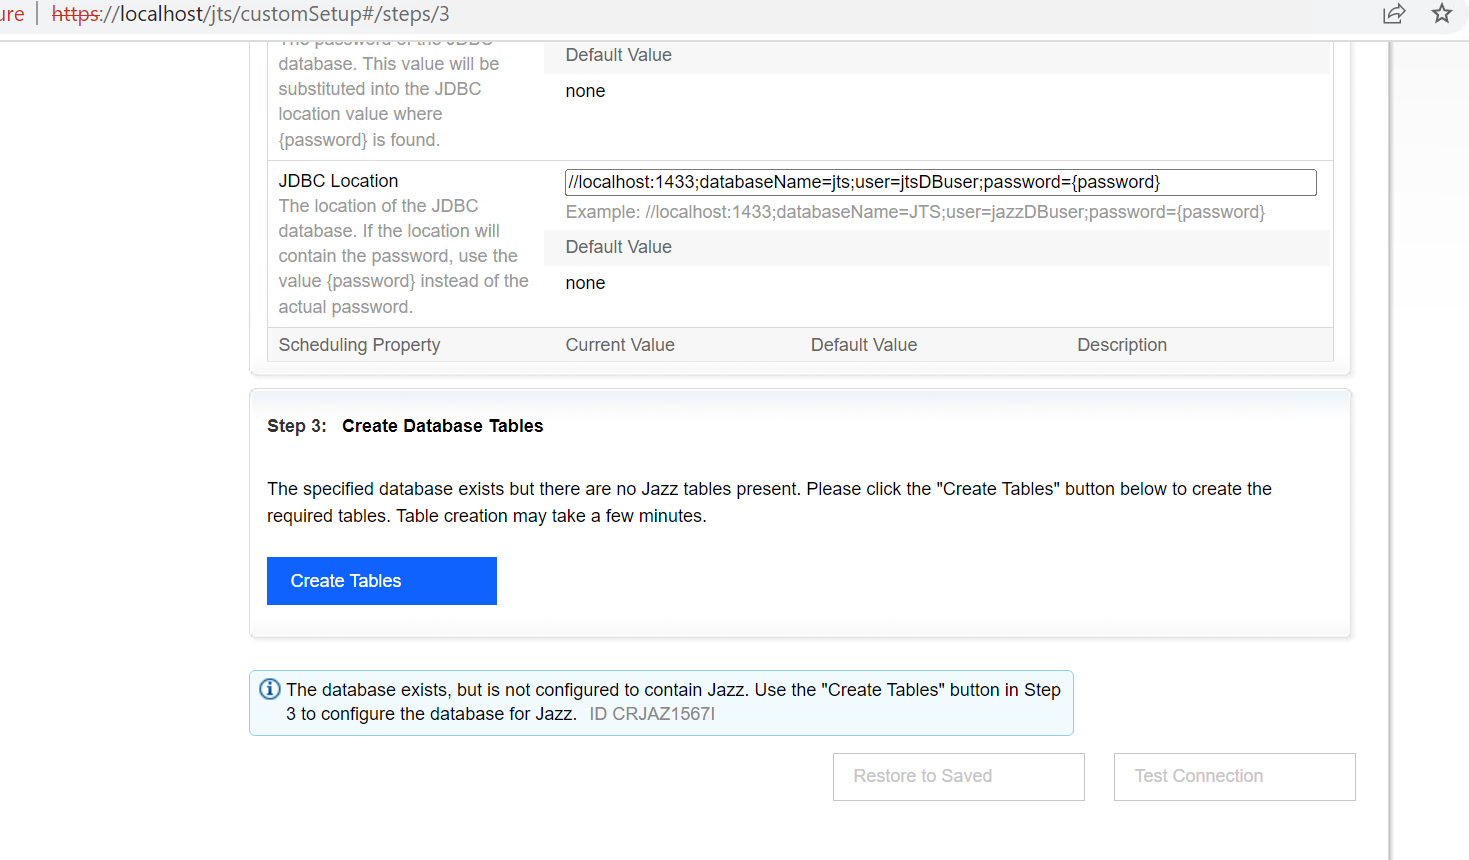 ure https://localhost/jts/customSetup#/steps/3
The password of the JDBC
database. This value will be
substituted into the JDBC
location value where
{password} is found.
Default Value
none
JDBC Location
The location of the JDBC
database. If the location will
contain the password, use the
value {password} instead of the
actual password.
//localhost:1433;databaseName=jts;user=jtsDBuser;password={password}
Example: //localhost:1433;databaseName=JTS;user=jazzDBuser;password={password}
Default Value
none
Scheduling Property Current Value Default Value Description
Step 3: Create Database Tables
The specified database exists but there are no Jazz tables present. Please click the "Create Tables" button below to create the
required tables. Table creation may take a few minutes.
Create Tables
The database exists, but is not configured to contain Jazz. Use the "Create Tables" button in Step
3 to configure the database for Jazz. ID CRJAZ1567I
Restore to Saved
Test Connection